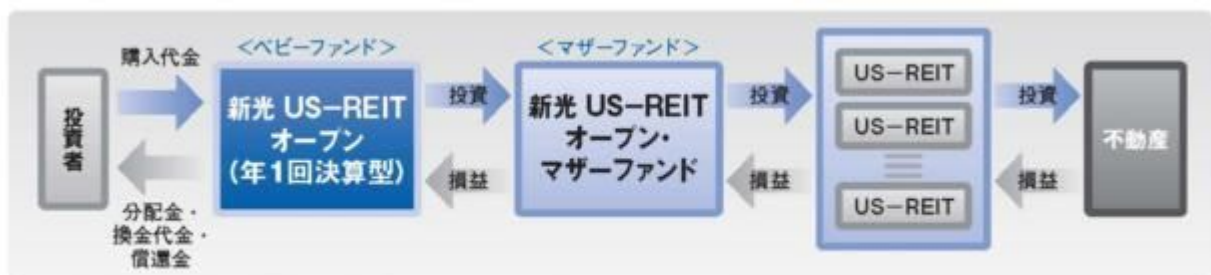 投資者
購入代金
分配金・
換金代金・
償還金
＜ベビーファンド＞
新光 US－REIT
オープン
(年1回決算型)
投資
損益
＜マザーファンド＞
新光 US－REIT
オープン・
マザーファンド
投資
損益
US－REIT
US－REIT
US－REIT
投資
損益
不動産